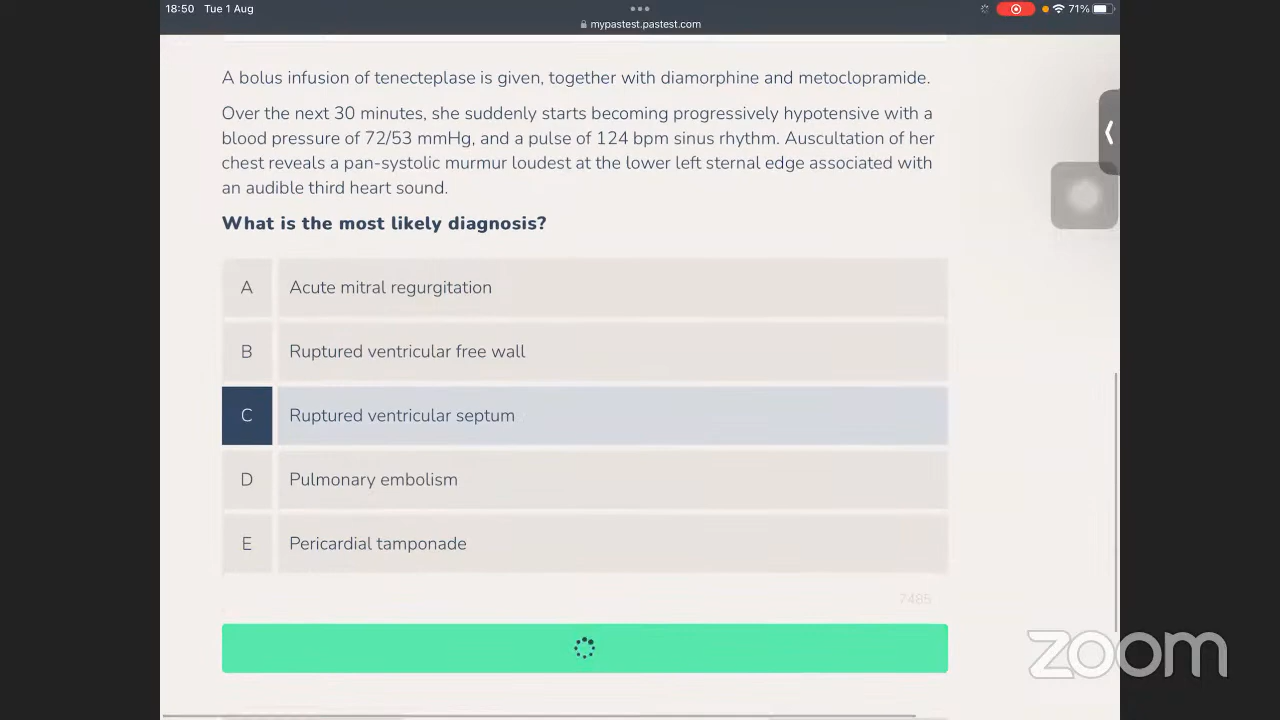 18:50 Tue 1 Aug
71%
mypastest.pastest.com
A bolus infusion of tenecteplase is given, together with diamorphine and metoclopramide.
Over the next 30 minutes, she suddenly starts becoming progressively hypotensive with a
blood pressure of 72/53 mmHg, and a pulse of 124 bpm sinus rhythm. Auscultation of her
chest reveals a pan-systolic murmur loudest at the lower left sternal edge associated with
an audible third heart sound.
What is the most likely diagnosis?
A Acute mitral regurgitation
B Ruptured ventricular free wall
C Ruptured ventricular septum
D Pulmonary embolism
E Pericardial tamponade
7485
zoom